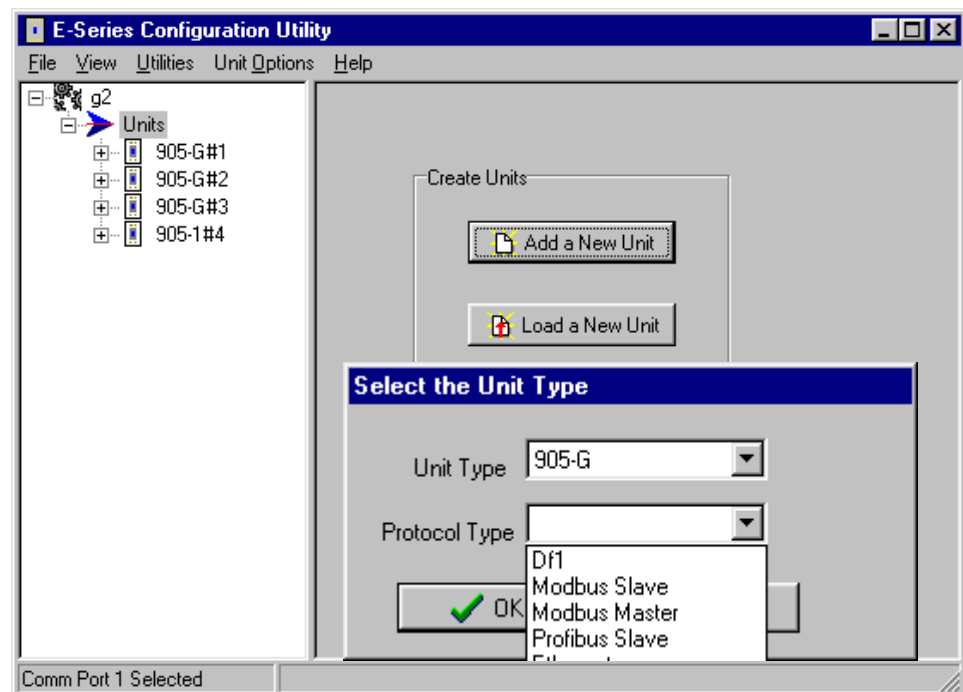 E-Series Configuration Utility
File View Utilities Unit Options Help
g2
Units
905-G#1
905-G#2
905-G#3
905-1#4
Create Units
Add a New Unit
Load a New Unit
Select the Unit Type
Unit Type 905-G
Protocol Type
Df1
Modbus Slave
Modbus Master
Profibus Slave
OK
Comm Port 1 Selected